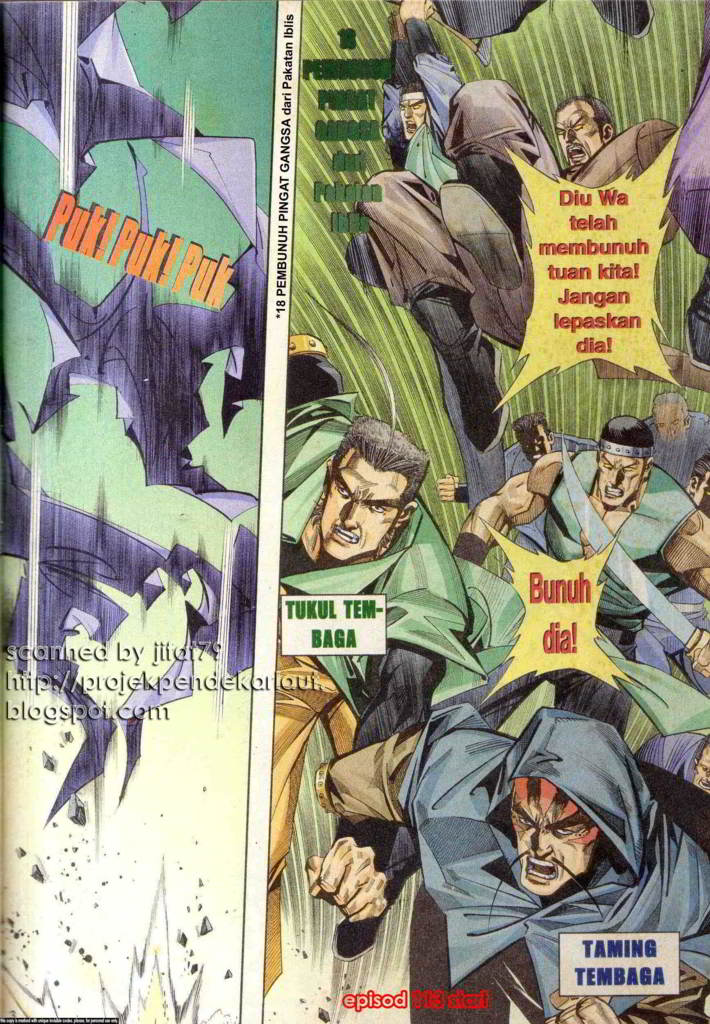 Puk! Puk! Puk
*18 PEMBUNUH PINGAT GANGSA dari Pakatan Iblis
18
PEMBUNUH
PINGAT
GANGSA
dari
Pakatan
Iblis
Diu Wa
telah
membunuh
tuan kita!
Jangan
lepaskan
dia!
TUKUL TEM-
BAGA
Bunuh
dia!
scanned by jitat79
http://projekpendekarlaut.
blogspot.com
TAMING
TEMBAGA
episod 113 start